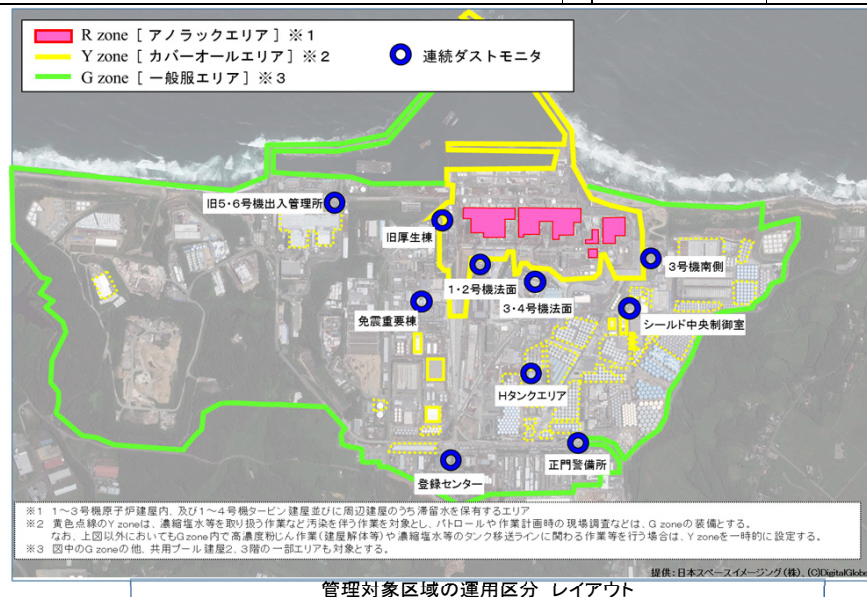 R zone [ アノラックエリア] ※1
Y zone [ カバーオールエリア] ※2
G zone [ 一般服エリア] ※3
連続ダストモニタ
旧5・6号機出入管理所
旧厚生棟
3号機南側
1・2号機法面
3・4号機法面
免震重要棟
シールド中央制御室
Hタンクエリア
正門警備所
登録センター
※1 1～3号機原子炉建屋内、及び1～4号機タービン建屋並びに周辺建屋のうち滞留水を保有するエリア
※2 黄色点線のY zoneは、濃縮塩水等を取り扱う作業など汚染を伴う作業を対象とし、パトロールや作業計画時の現場調査などは、G zoneの装備とする。
なお、上図以外においてもG zone内で高濃度粉じん作業(建屋解体等)や濃縮塩水等のタンク移送ラインに関わる作業等を行う場合は、Y zoneを一時的に設定する。
※3 図中のG zoneの他、共用プール建屋2、3階の一部エリアも対象とする。
提供：日本スペースイメージング(株)、(C)DigitalGlobe
管理対象区域の運用区分 レイアウト